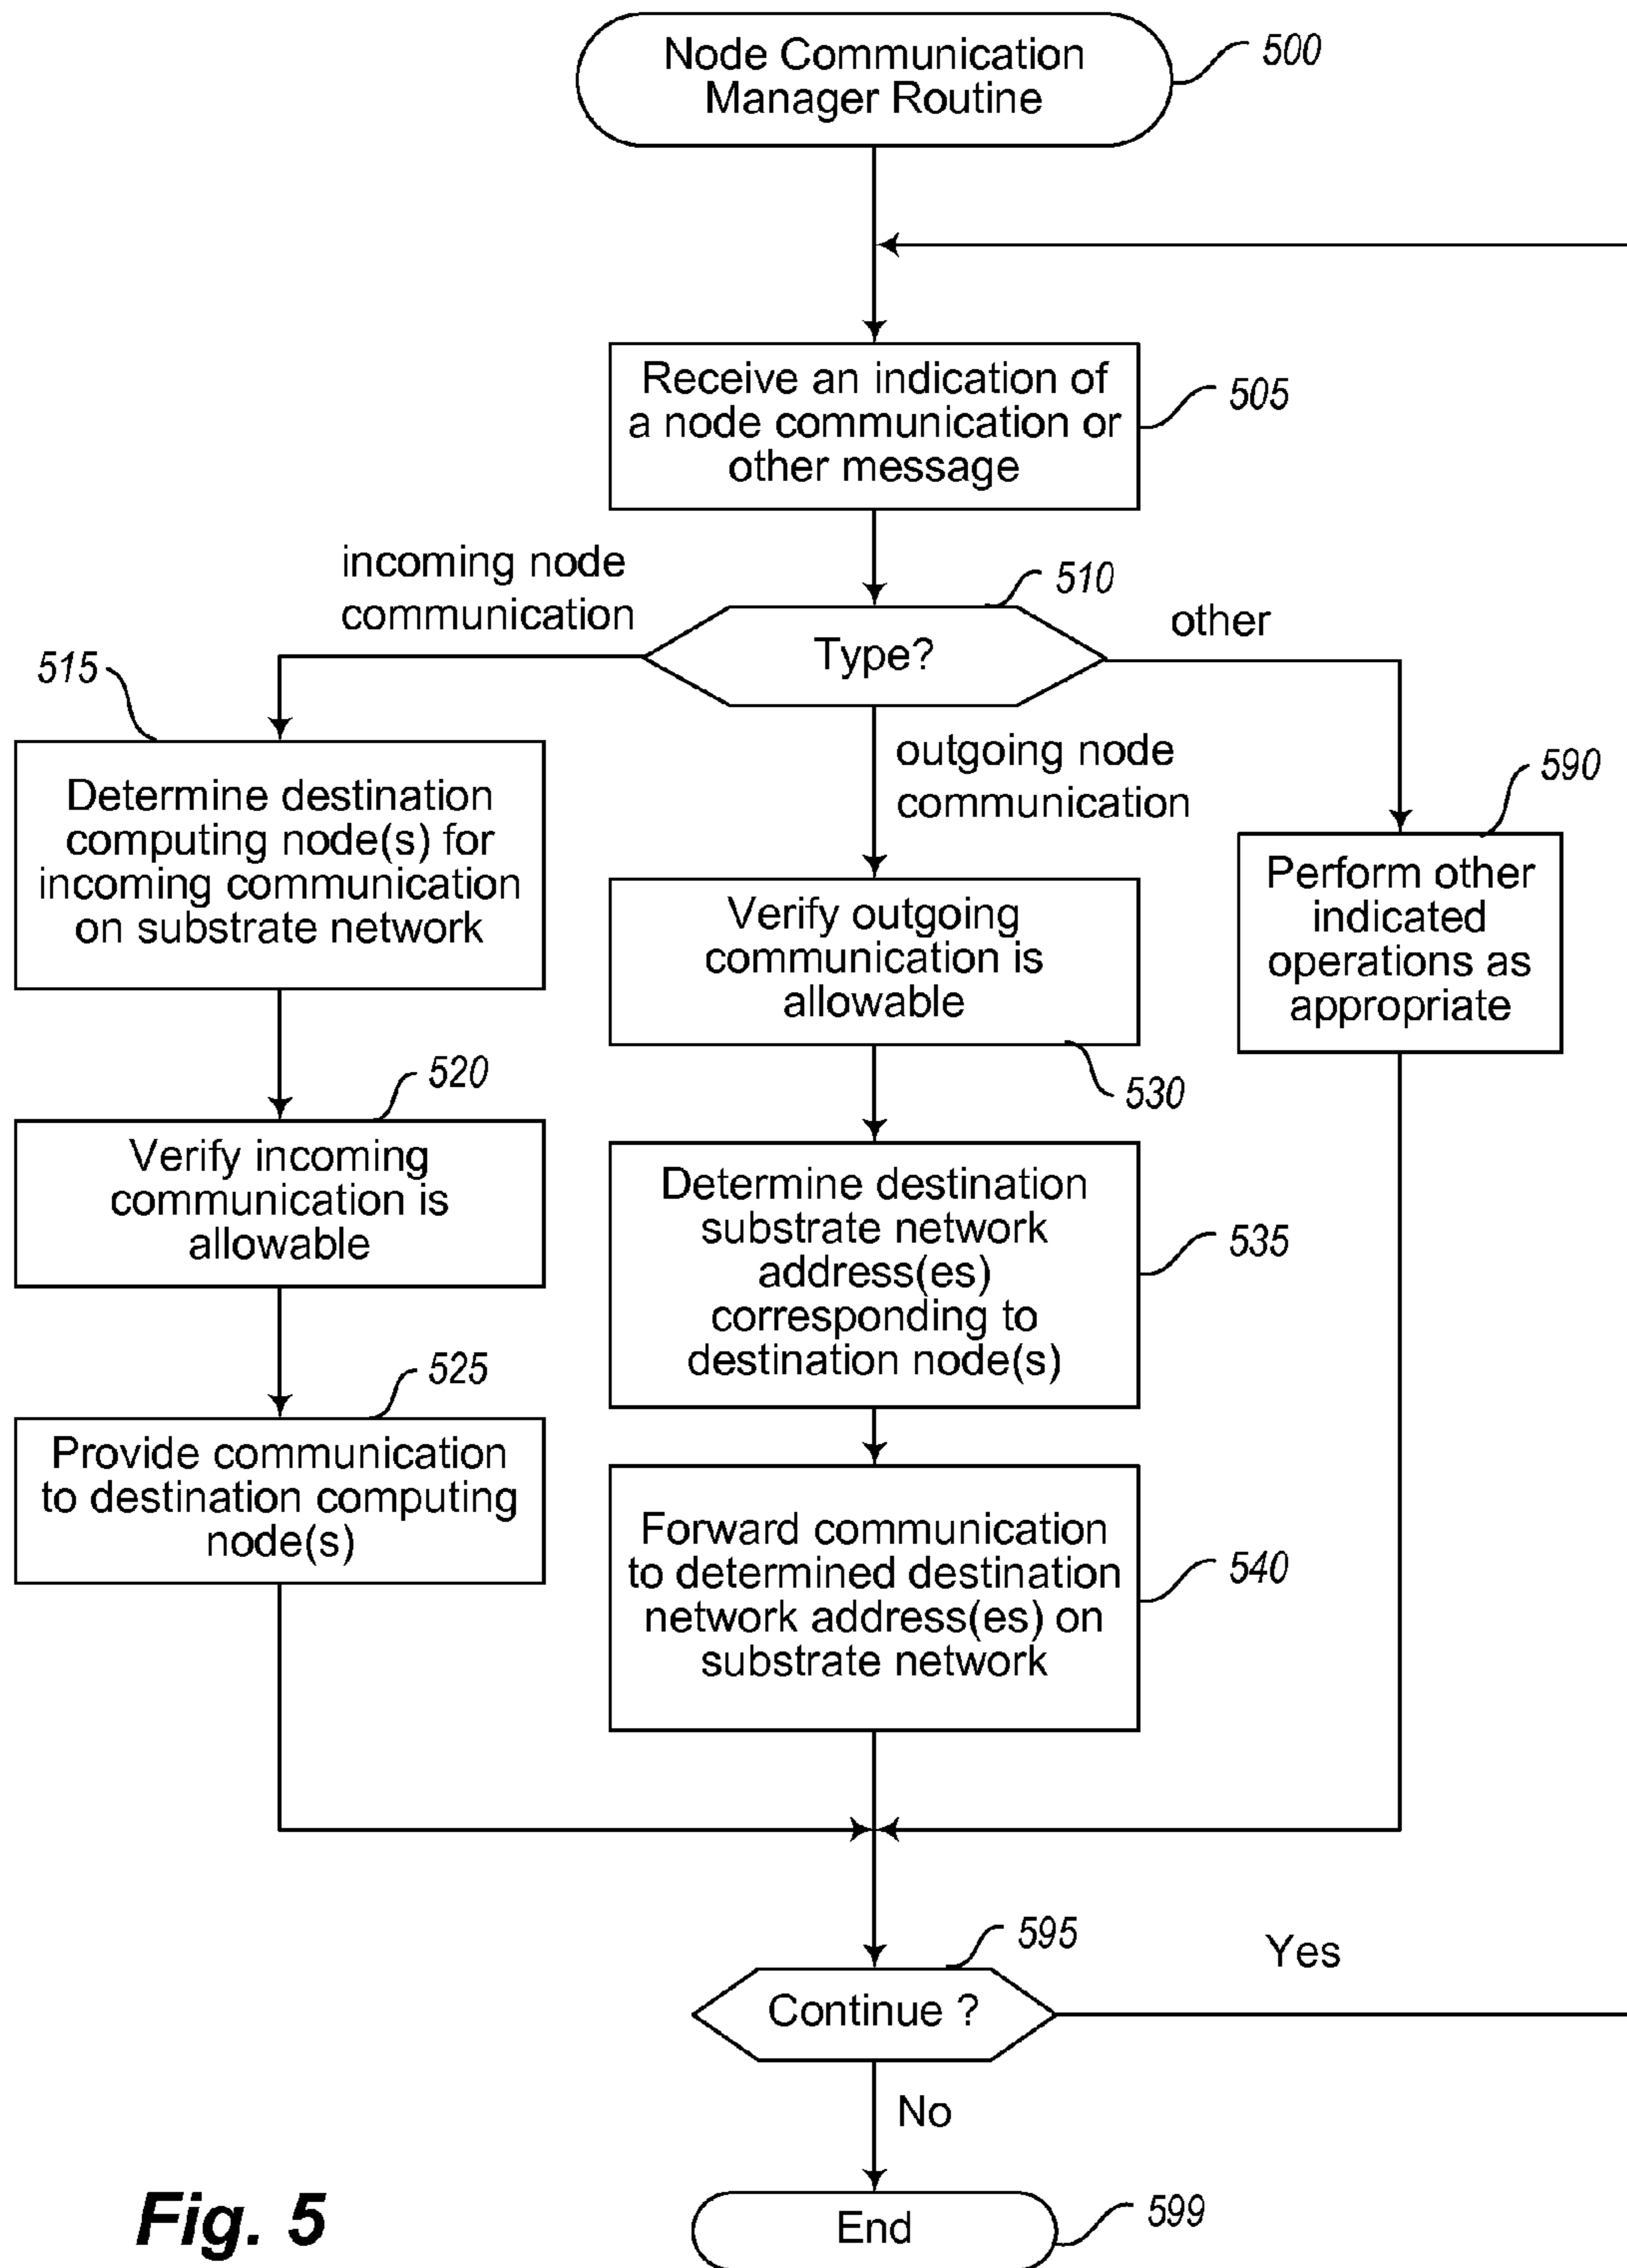 Node Communication
Manager Routine
500
Receive an indication of
a node communication or
other message
505
incoming node
communication
510
Type?
other
515
outgoing node
communication
590
Determine destination
computing node(s) for
incoming communication
on substrate network
Verify outgoing
communication is
allowable
530
Perform other
indicated
operations as
appropriate
520
Verify incoming
communication is
allowable
Determine destination
substrate network
address(es)
corresponding to
destination node(s)
535
525
Provide communication
to destination computing
node(s)
Forward communication
to determined destination
network address(es) on
substrate network
540
595
Continue ?
Yes
No
End
599
Fig. 5